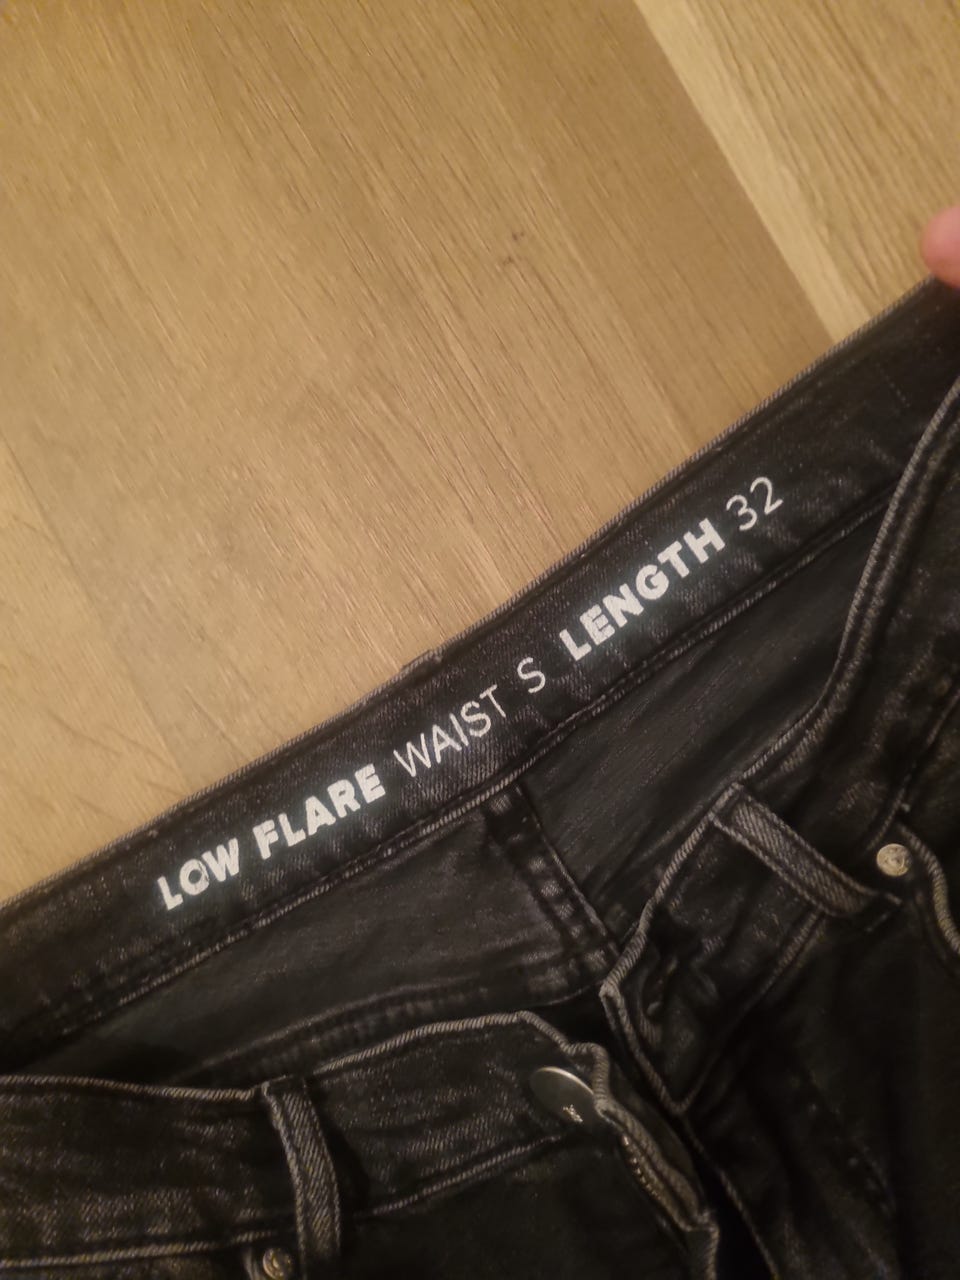 LOW FLARE WAIST S LENGTH 32